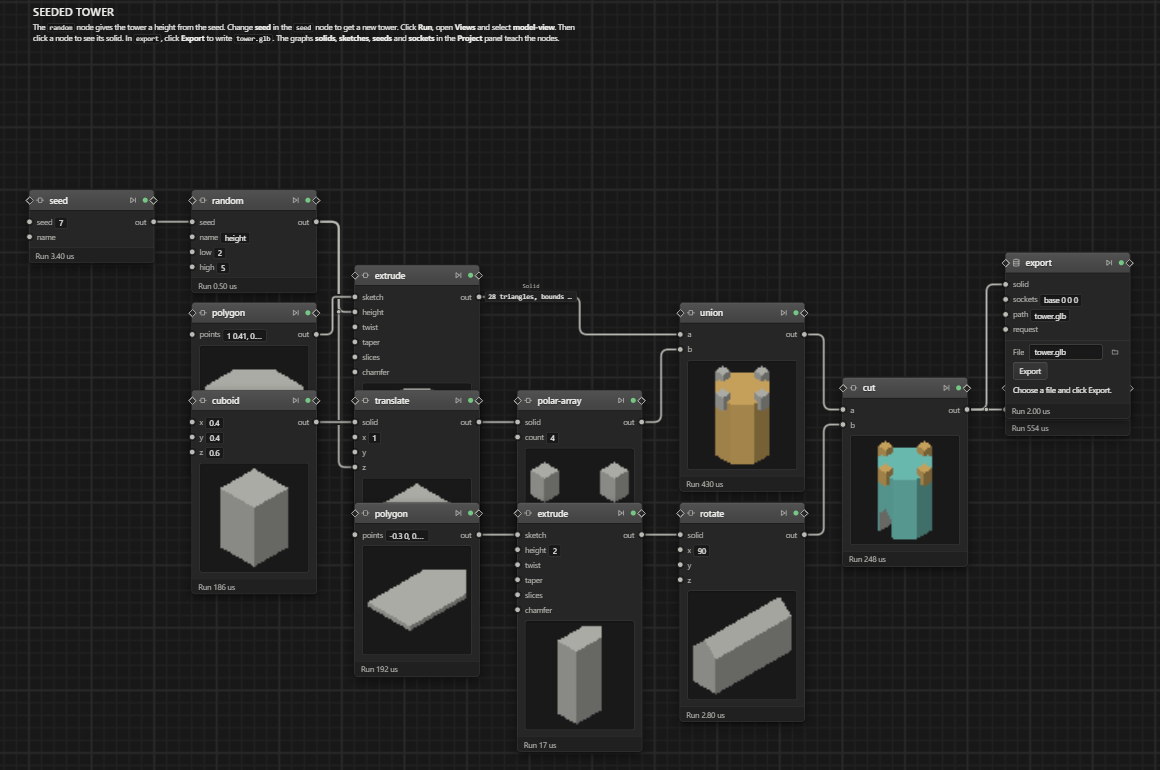 SEEDED TOWER
The random node gives the tower a height from the seed. Change seed in the seed node to get a new tower. Click Run, open Views and select model-view. Then
click a node to see its solid. In export, click Export to write tower.glb. The graphs solids, sketches, seeds and sockets in the Project panel teach the nodes.
seed
seed 7 out
name
Run 3.40 us
random
seed out
name height
low 2
high 5
Run 0.50 us
polygon
points 1 0.41, 0... out
cuboid
x 0.4 out
y 0.4
z 0.6
Run 186 us
extrude
sketch out
height
twist
taper
slices
chamfer
Solid
28 triangles, bounds …
translate
solid out
x 1
y
z
polygon
points -0.3 0, 0.... out
Run 192 us
polar-array
solid out
count 4
extrude
sketch out
height 2
twist
taper
slices
chamfer
Run 17 us
union
a out
b
Run 430 us
rotate
solid out
x 90
y
z
Run 2.80 us
cut
a out
b
Run 248 us
export
solid
sockets base 0 0 0
path tower.glb
request
File tower.glb
Export
Choose a file and click Export.
Run 2.00 us
Run 554 us